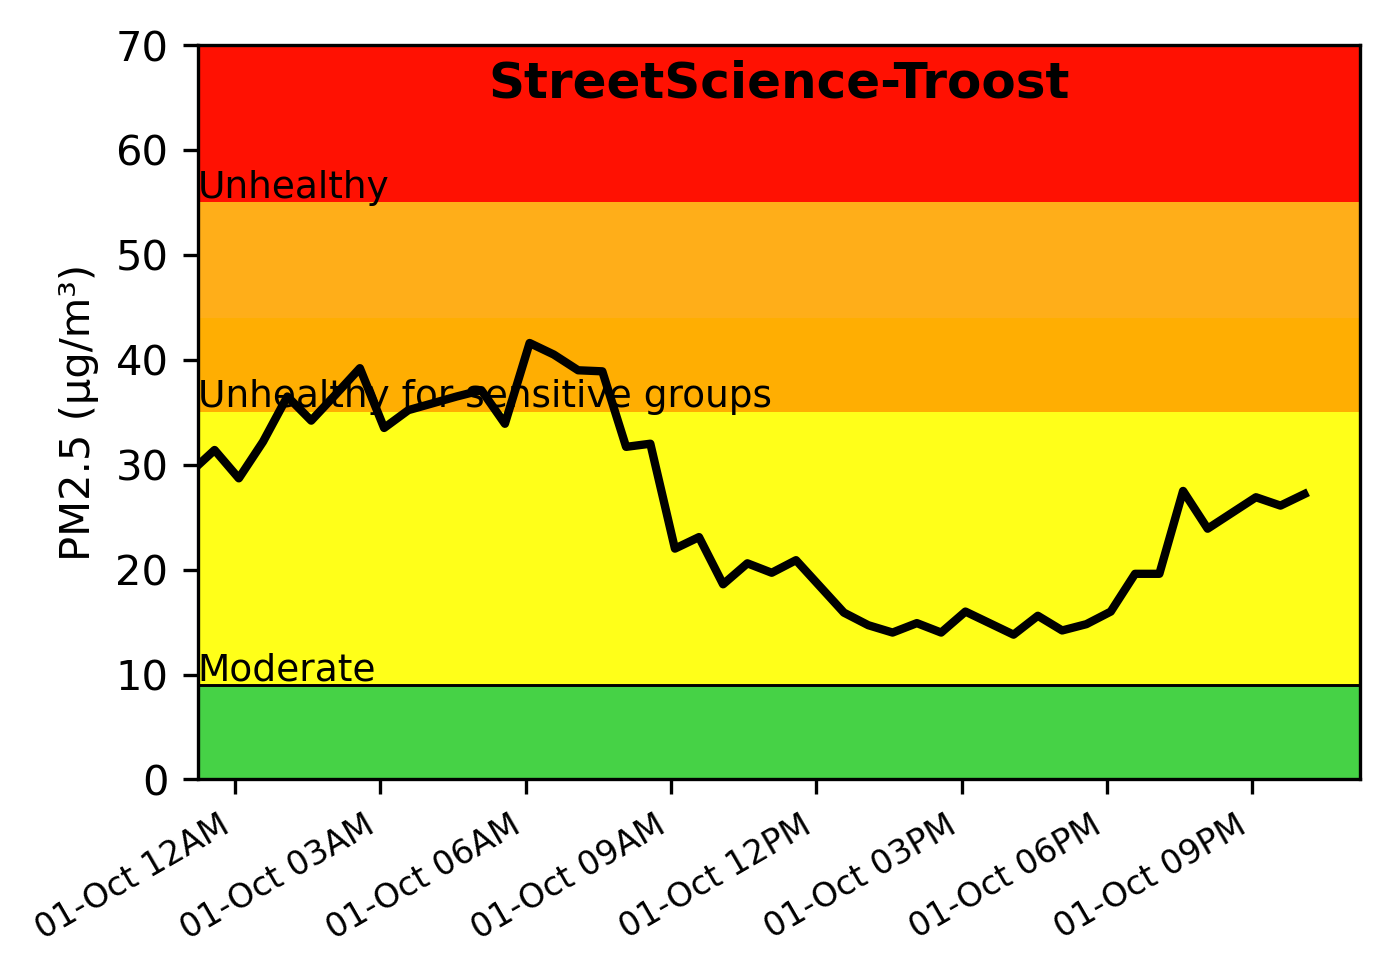 StreetScience-Troost
PM2.5 (µg/m³)
70
60
Unhealthy
50
40
Unhealthy for sensitive groups
30
20
Moderate
10
0
01-Oct 12AM
01-Oct 03AM
01-Oct 06AM
01-Oct 09AM
01-Oct 12PM
01-Oct 03PM
01-Oct 06PM
01-Oct 09PM